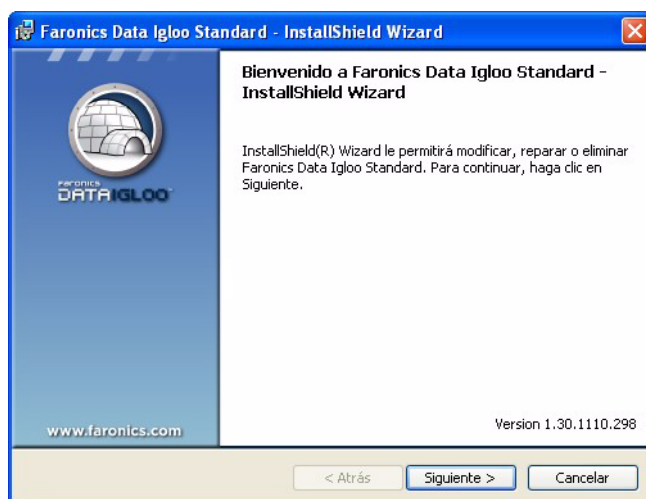 Faronics Data Igloo Standard - InstallShield Wizard
Bienvenido a Faronics Data Igloo Standard -
InstallShield Wizard
InstallShield(R) Wizard le permitirá modificar, reparar o eliminar
Faronics Data Igloo Standard. Para continuar, haga clic en
Siguiente.
Faronics
DATAIGLOO
www.faronics.com
Version 1.30.1110.298
< Atrás
Siguiente >
Cancelar